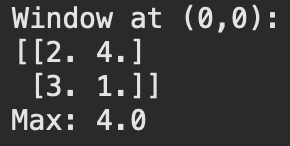 Window at (0,0):
[[2. 4.]
 [3. 1.]]
Max: 4.0